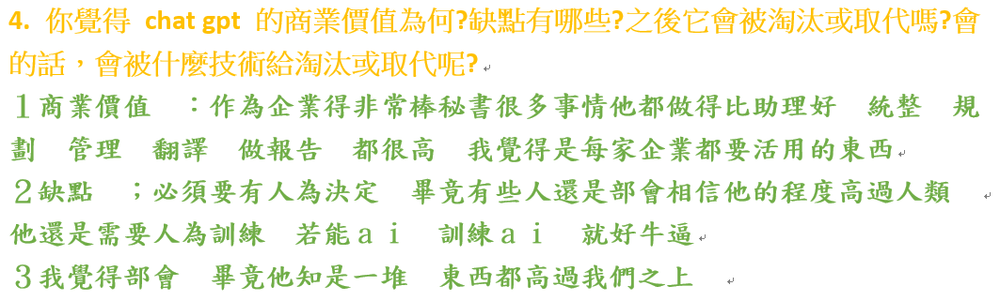 4. 你覺得 chat gpt 的商業價值為何?缺點有哪些?之後它會被淘汰或取代嗎?會
的話，會被什麼技術給淘汰或取代呢?
１商業價值　：作為企業得非常棒秘書很多事情他都做得比助理好　統整　規
劃　管理　翻譯　做報告　都很高　我覺得是每家企業都要活用的東西
２缺點　；必須要有人為決定　畢竟有些人還是部會相信他的程度高過人類
他還是需要人為訓練　若能ａｉ　訓練ａｉ　就好牛逼
３我覺得部會　畢竟他知是一堆　東西都高過我們之上